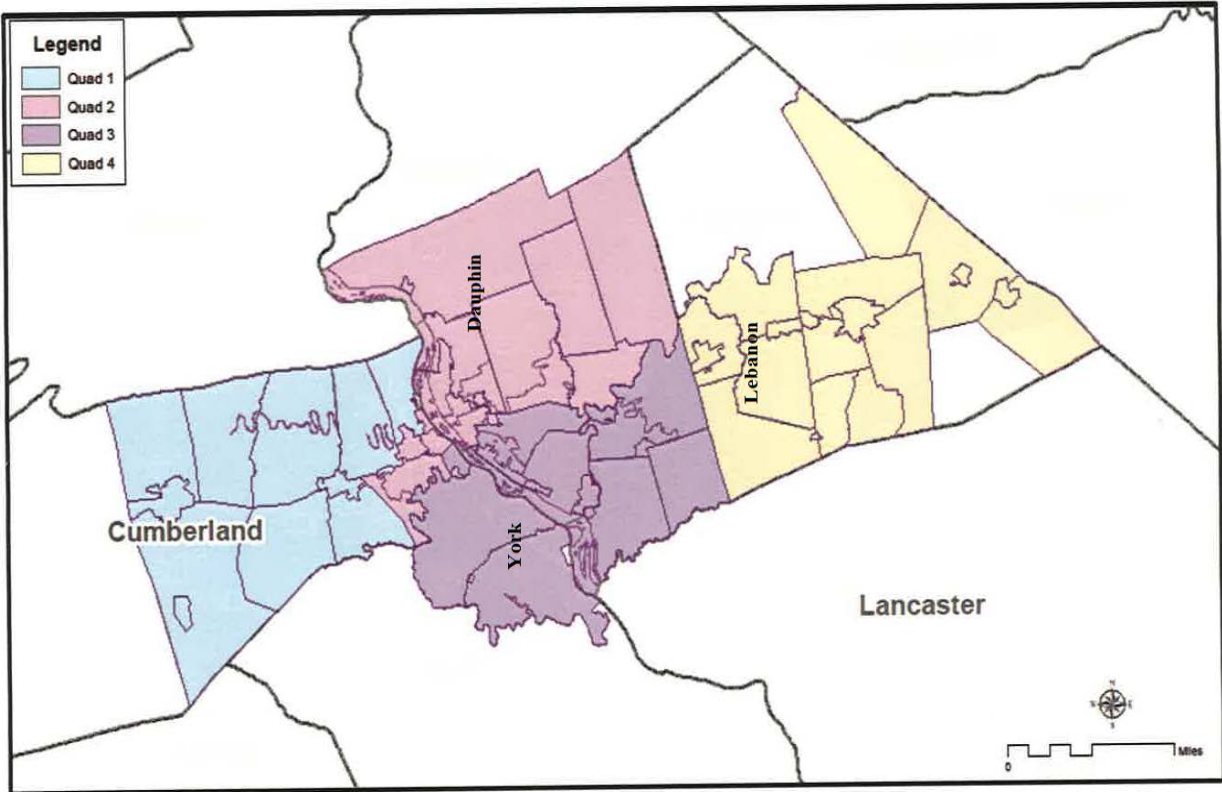 Legend
Quad 1
Quad 2
Quad 3
Quad 4
Dauphin
Lebanon
Cumberland
York
Lancaster
N
S
E
0
Miles